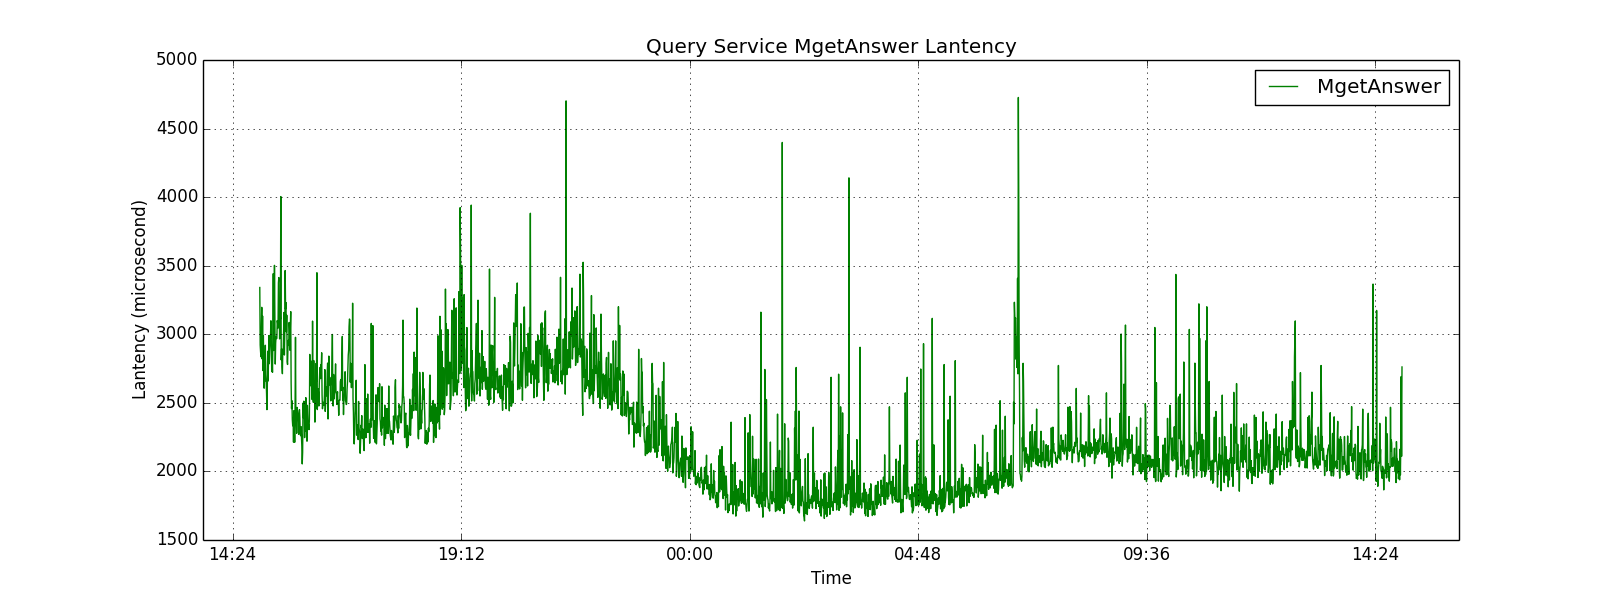 Query Service MgetAnswer Lantency
MgetAnswer
5000
4500
4000
3500
3000
2500
2000
1500
Lantency (microsecond)
14:24 19:12 00:00 04:48 09:36 14:24
Time